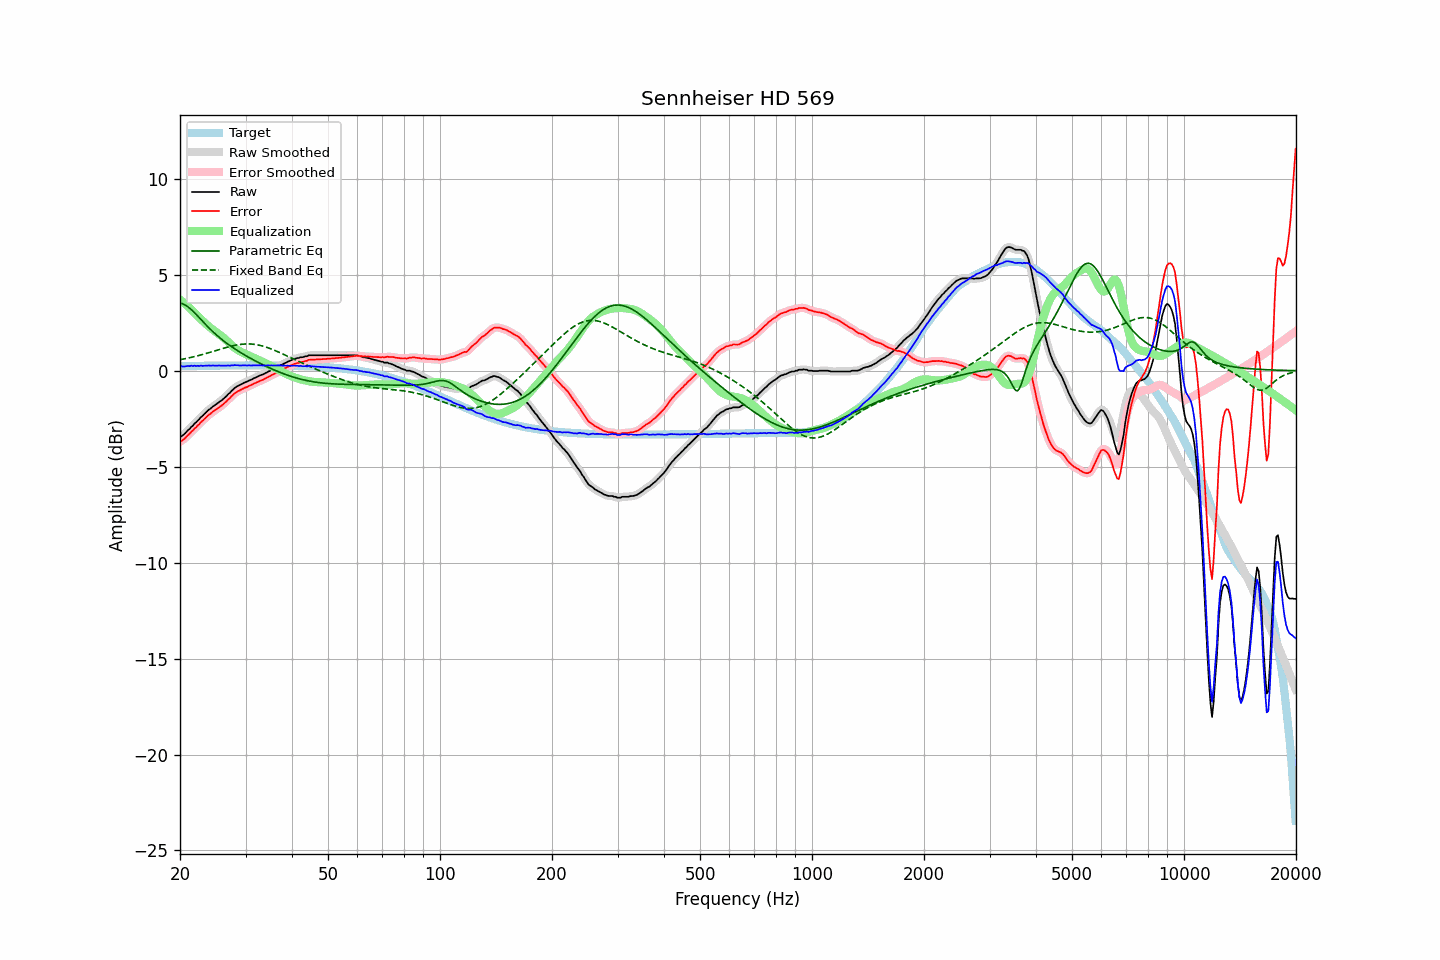 Sennheiser HD 569
Target
Raw Smoothed
Error Smoothed
Raw
Error
Equalization
Parametric Eq
Fixed Band Eq
Equalized
10
5
0
−5
−10
−15
−20
−25
Amplitude (dBr)
20 50 100 200 500 1000 2000 5000 10000 20000
Frequency (Hz)